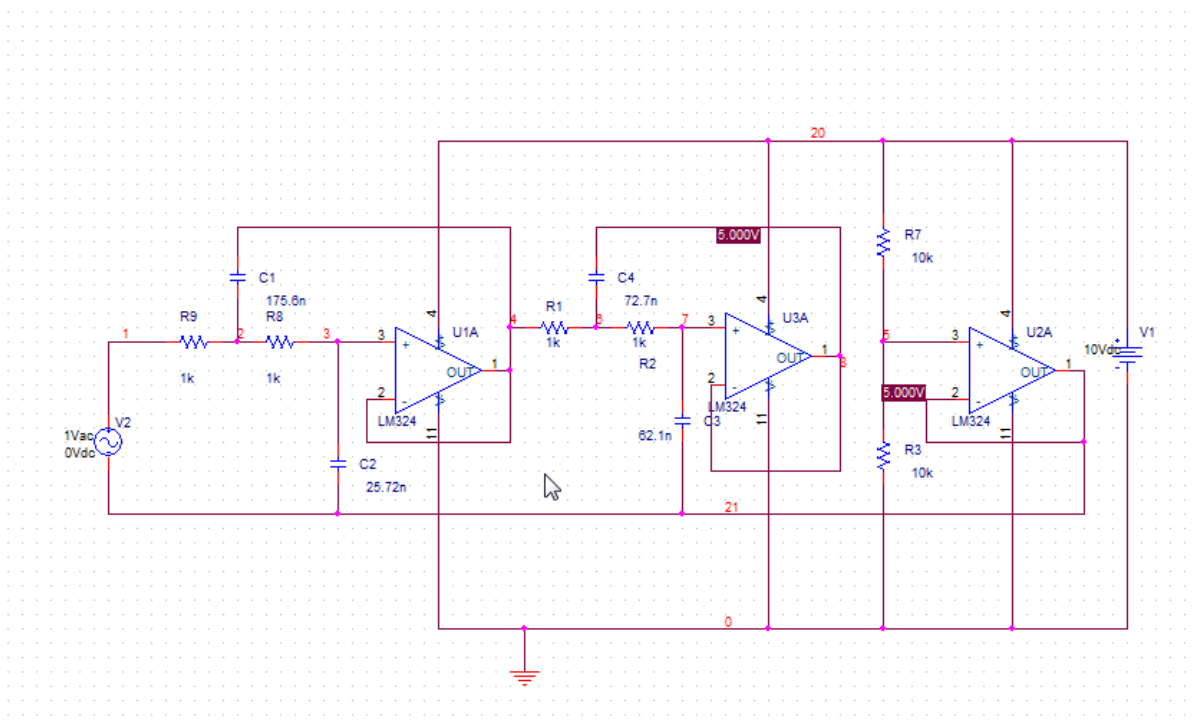 20
5.000V
R7
10k
C1
175.6n
C4
72.7n
R9
1k
R8
1k
1
2
3
3
2
4
11
1
+
-
U1A
OUT
LM324
4
R1
1k
6
1k
R2
7
3
2
4
11
1
+
-
U3A
OUT
LM324
8
C3
62.1n
5
5.000V
3
2
4
11
1
+
-
U2A
OUT
LM324
V1
10Vdc
+
-
V2
1Vac
0Vdc
C2
25.72n
R3
10k
21
0